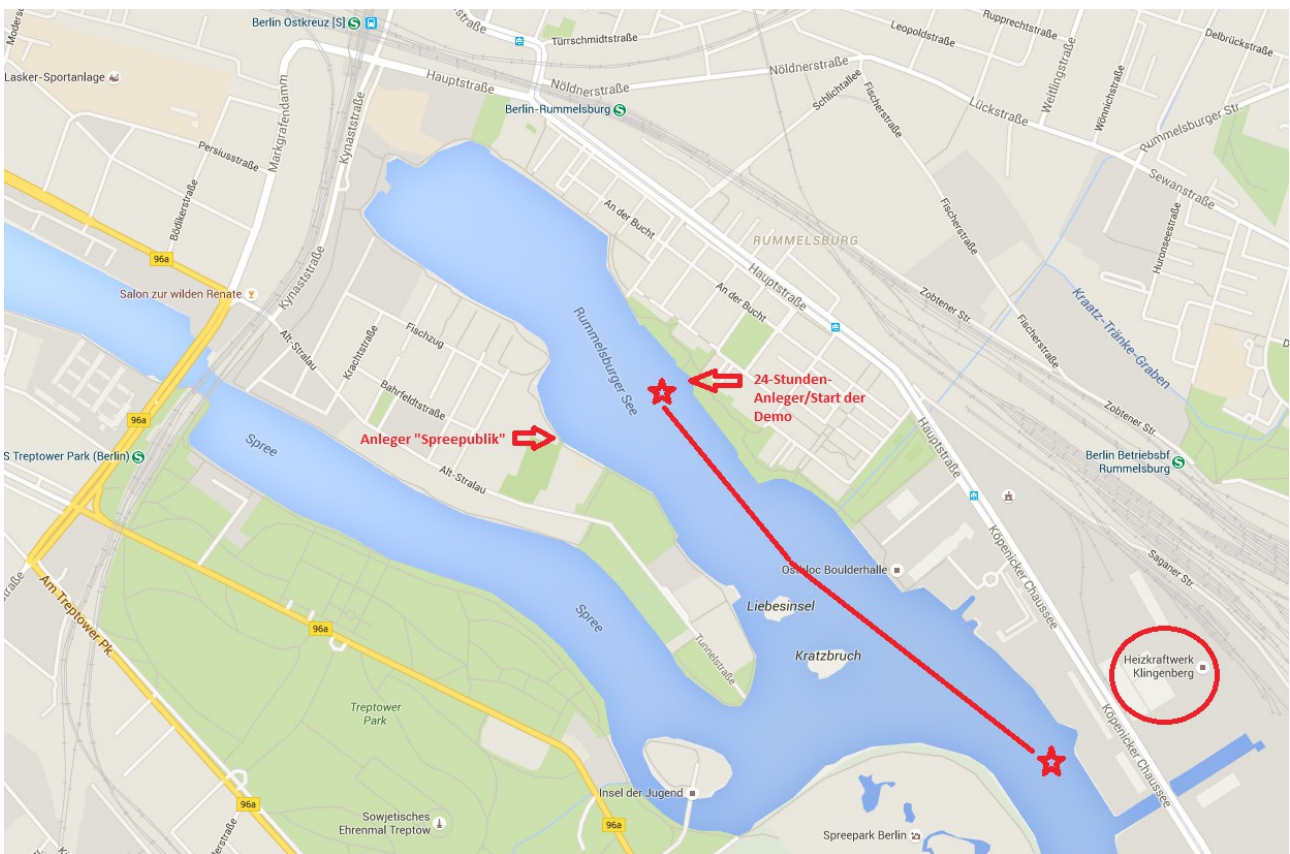 Berlin Ostkreuz [S]
Türrschmidtstraße
Leopoldstraße
Rupprechtstraße
Delbrückstraße
Lasker-Sportanlage
Hauptstraße
Nöldnerstraße
Nöldnerstraße
Schlichtallee
Fischerstraße
Weitlingstraße
Wönnichstraße
Lückstraße
Rummelsburger Str.
Markgrafendamm
Kynaststraße
Persiusstraße
Berlin-Rummelsburg
Sewanstraße
Bödikerstraße
An der Bucht
RUMMELSBURG
Fischerstraße
Huronseestraße
96a
Kynaststraße
Hauptstraße
Salon zur wilden Renate
An der Bucht
Zobtener Str.
Kraatz-Tränke-Graben
Fischerstraße
Fischzug
Alt-Stralau
Krachtstraße
Rummelsburger See
Bahrfeldtstraße
24-Stunden-
Anleger/Start der
Demo
Zobtener Str.
96a
Spree
Anleger "Spreepublik"
Hauptstraße
S Treptower Park (Berlin)
Berlin Betriebsbf
Rummelsburg
Alt-Stralau
Köpenicker Chaussee
Saganer Str.
Am Treptower Pk.
Ostbloc Boulderhalle
Liebesinsel
Spree
96a
Tunnelstraße
Kratzbruch
Heizkraftwerk
Klingenberg
Treptower
Park
Köpenicker Chaussee
Insel der Jugend
96a
Sowjetisches
Ehrenmal Treptow
96a
Spreepark Berlin